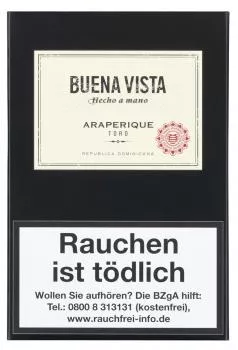 BUENA VISTA
Hecho a mano
ARAPERIQUE
TORO
REPUBLICA DOMINICANA
Rauchen
ist tödlich
Wollen Sie aufhören? Die BZgA hilft:
Tel.: 0800 8 313131 (kostenfrei),
www.rauchfrei-info.de